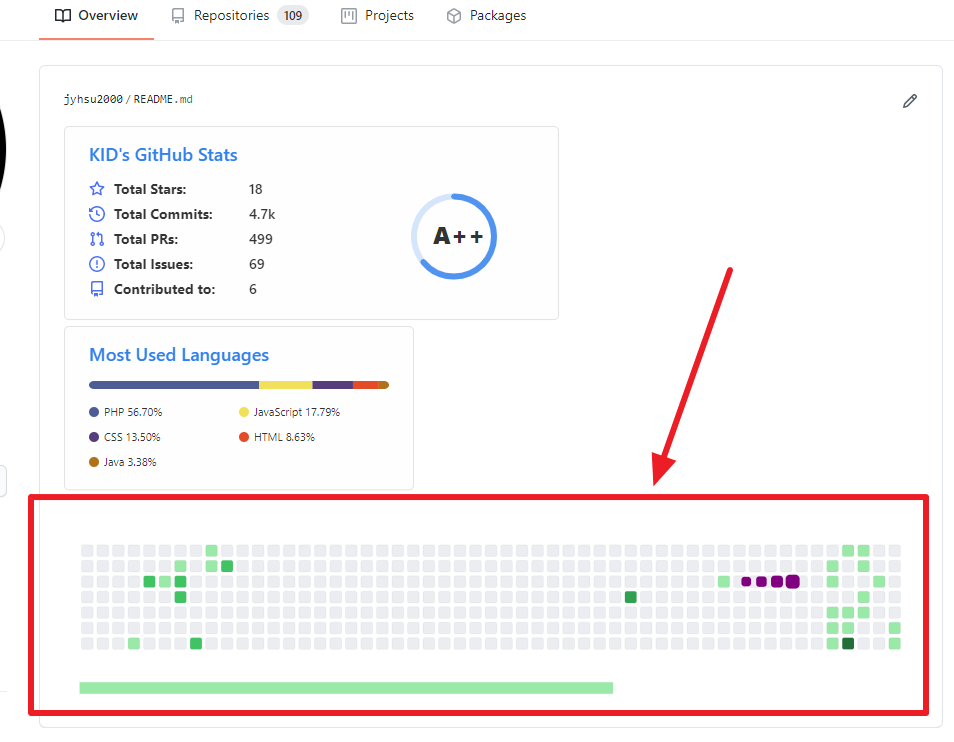 Overview Repositories 109 Projects Packages
jyhsu2000/README.md
KID's GitHub Stats
Total Stars: 18
Total Commits: 4.7k
Total PRs: 499
Total Issues: 69
Contributed to: 6
A++
Most Used Languages
PHP 56.70% JavaScript 17.79%
CSS 13.50% HTML 8.63%
Java 3.38%